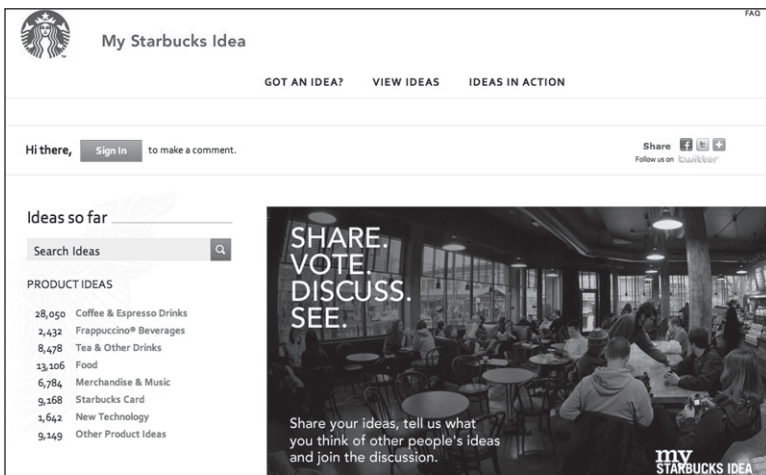 FAQ
My Starbucks Idea
GOT AN IDEA? VIEW IDEAS IDEAS IN ACTION
Hi there, Sign In to make a comment.
Share
Follow us on twitter
Ideas so far
Search Ideas
PRODUCT IDEAS
28,050 Coffee & Espresso Drinks
2,432 Frappuccino® Beverages
8,478 Tea & Other Drinks
13,106 Food
6,784 Merchandise & Music
9,168 Starbucks Card
1,642 New Technology
9,149 Other Product Ideas
SHARE.
VOTE.
DISCUSS.
SEE.
Share your ideas, tell us what
you think of other people's ideas
and join the discussion.
my
STARBUCKS IDEA